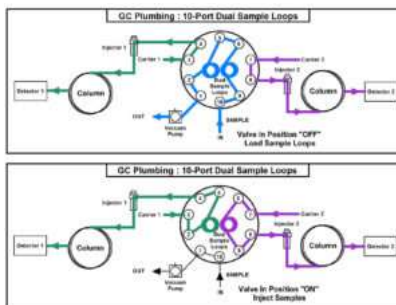 GC Plumbing : 10-Port Dual Sample Loops
Injector 1
Carrier 1
Carrier 2
Injector 2
Detector 1
Column
Dual
Sample
Loops
Column
Detector 2
OUT
Vacuum
Pump
SAMPLE
IN
Valve in Position "OFF"
Load Sample Loops
GC Plumbing : 10-Port Dual Sample Loops
Injector 1
Carrier 1
Carrier 2
Injector 2
Detector 1
Column
Dual
Sample
Loops
Column
Detector 2
OUT
Vacuum
Pump
SAMPLE
IN
Valve in Position "ON"
Inject Samples